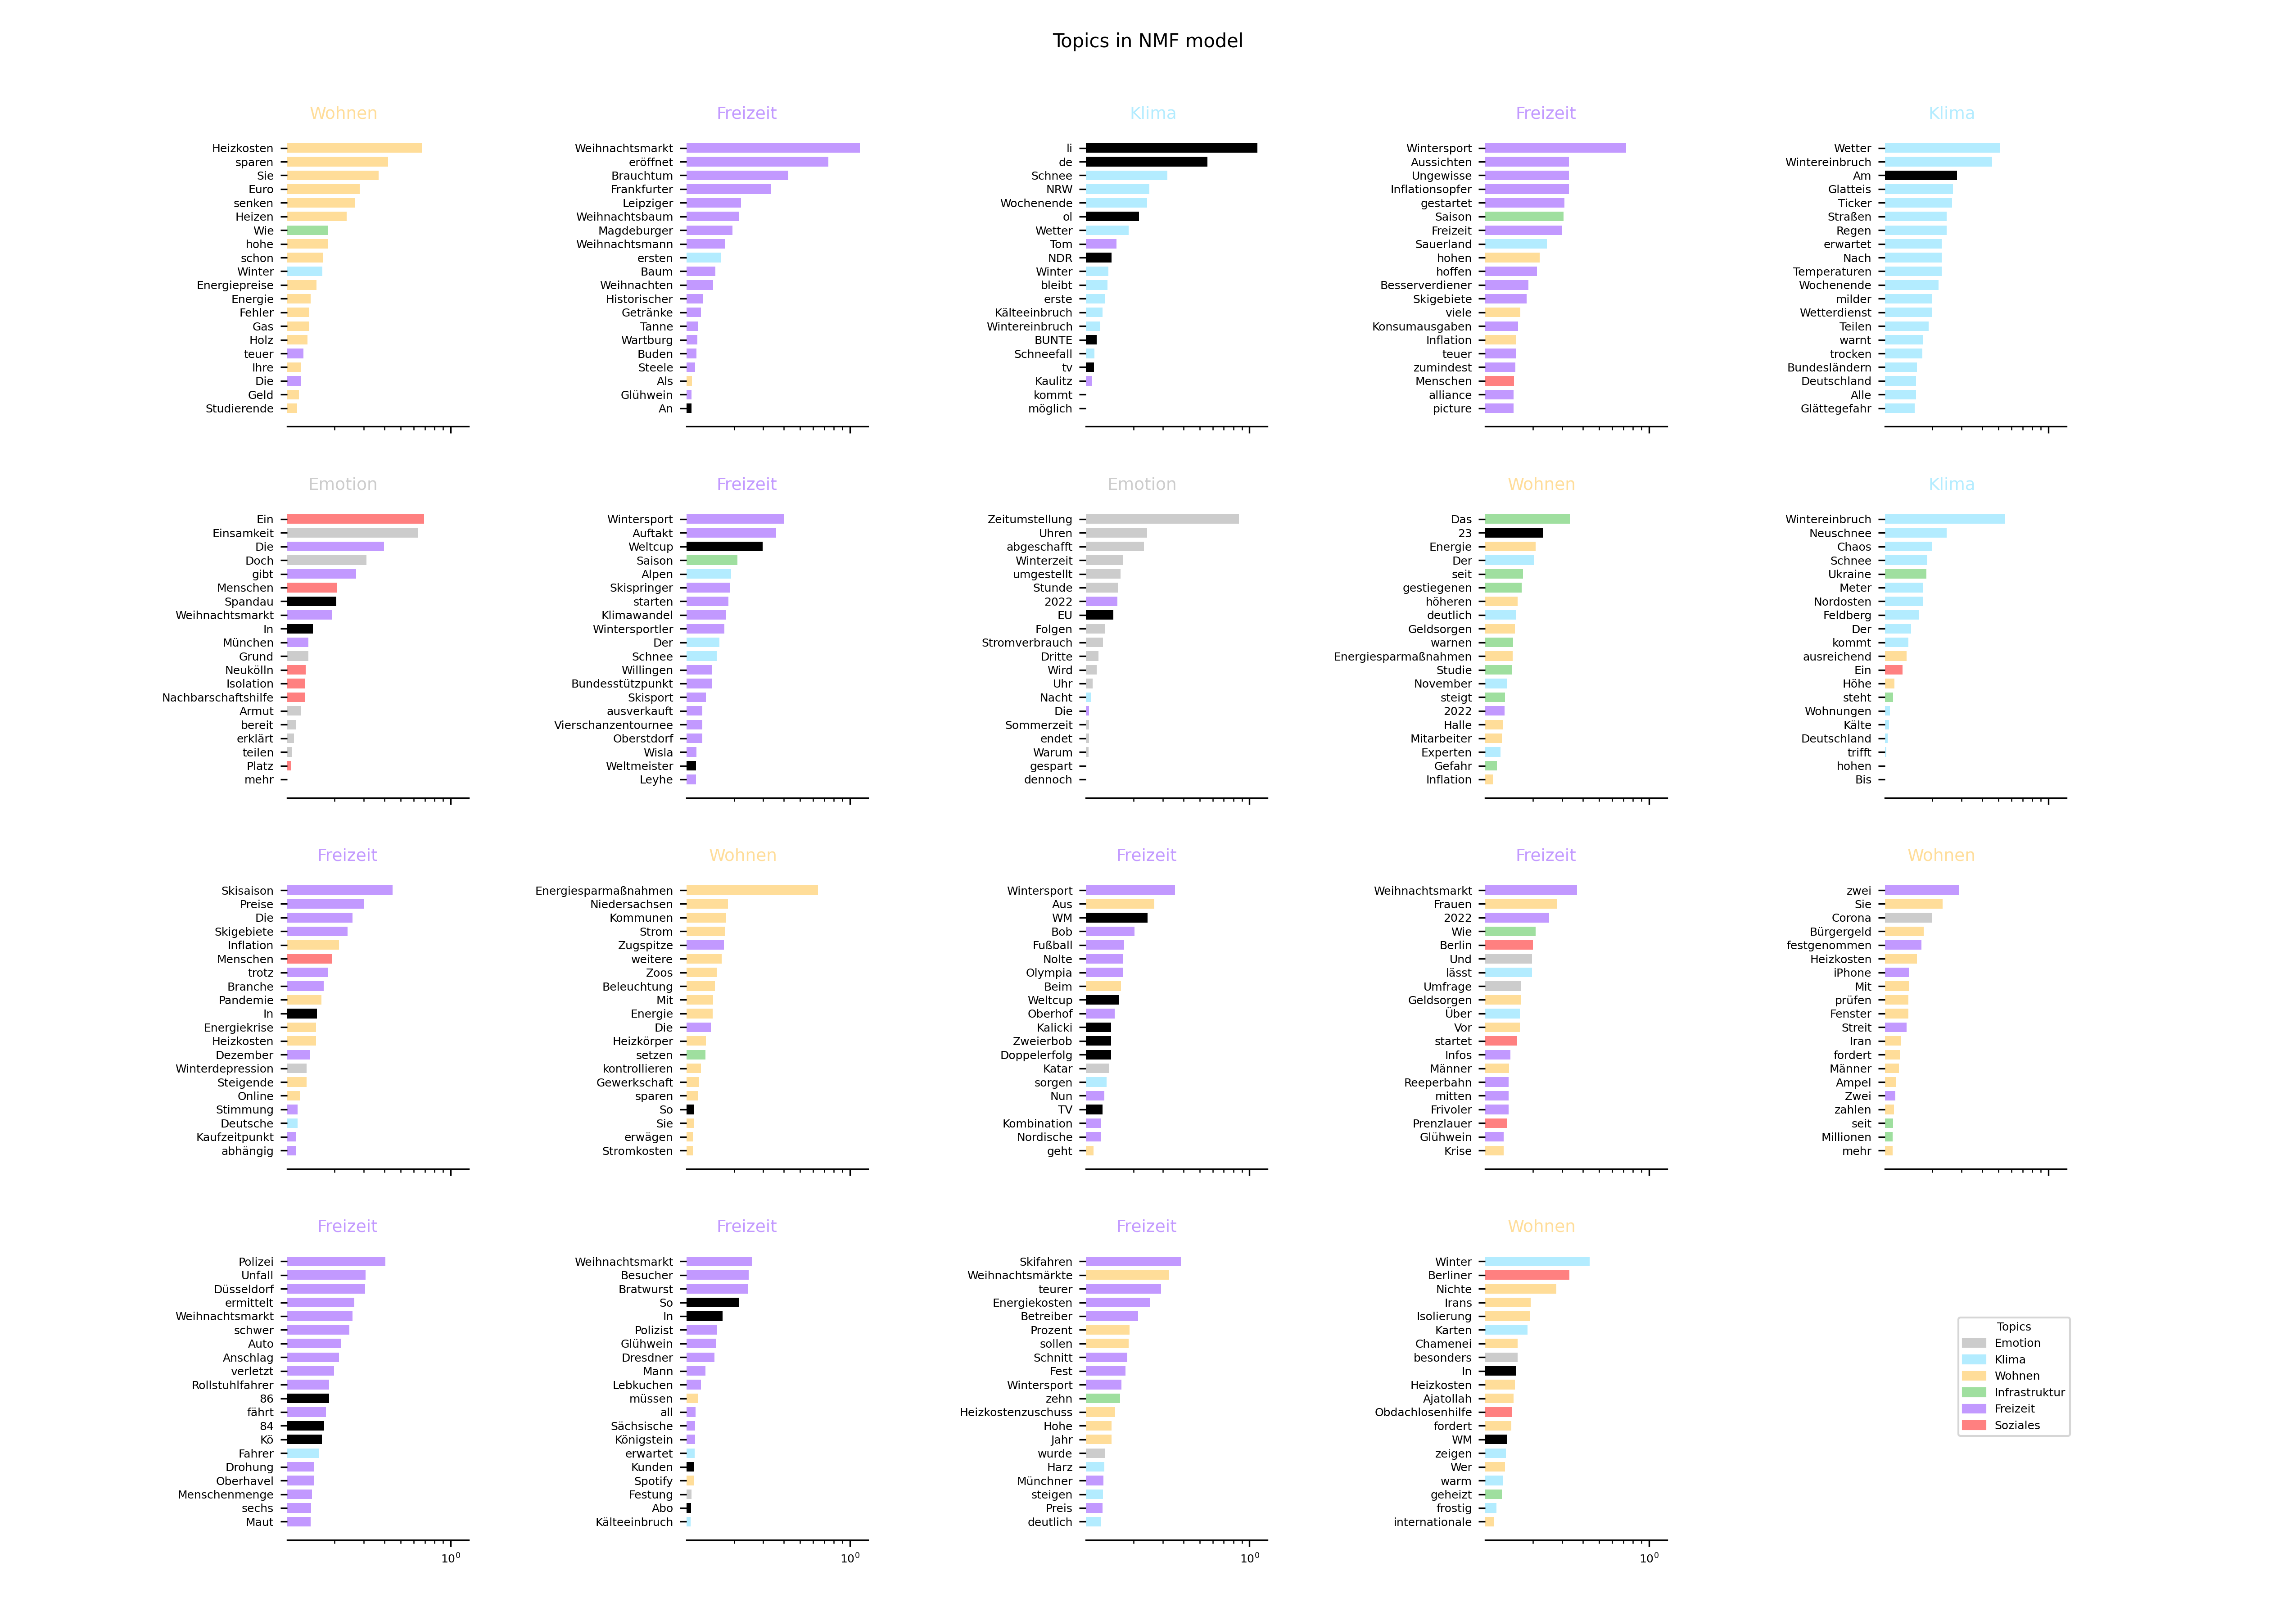 Topics in NMF model
Wohnen
Heizkosten
sparen
Sie
Euro
senken
Heizen
Wie
hohe
schon
Winter
Energiepreise
Energie
Fehler
Gas
Holz
teuer
Ihre
Die
Geld
Studierende
Freizeit
Weihnachtsmarkt
eröffnet
Brauchtum
Frankfurter
Leipziger
Weihnachtsbaum
Magdeburger
Weihnachtsmann
ersten
Baum
Weihnachten
Historischer
Getränke
Tanne
Wartburg
Buden
Steele
Als
Glühwein
An
Klima
li
de
Schnee
NRW
Wochenende
ol
Wetter
Tom
NDR
Winter
bleibt
erste
Kälteeinbruch
Wintereinbruch
BUNTE
Schneefall
tv
Kaulitz
kommt
möglich
Freizeit
Wintersport
Aussichten
Ungewisse
Inflationsopfer
gestartet
Saison
Freizeit
Sauerland
hohen
hoffen
Besserverdiener
Skigebiete
viele
Konsumausgaben
Inflation
teuer
zumindest
Menschen
alliance
picture
Klima
Wetter
Wintereinbruch
Am
Glatteis
Ticker
Straßen
Regen
erwartet
Nach
Temperaturen
Wochenende
milder
Wetterdienst
Teilen
warnt
trocken
Bundesländern
Deutschland
Alle
Glättegefahr
Emotion
Ein
Einsamkeit
Die
Doch
gibt
Menschen
Spandau
Weihnachtsmarkt
In
München
Grund
Neukölln
Isolation
Nachbarschaftshilfe
Armut
bereit
erklärt
teilen
Platz
mehr
Freizeit
Wintersport
Auftakt
Weltcup
Saison
Alpen
Skispringer
starten
Klimawandel
Wintersportler
Der
Schnee
Willingen
Bundesstützpunkt
Skisport
ausverkauft
Vierschanzentournee
Oberstdorf
Wisla
Weltmeister
Leyhe
Emotion
Zeitumstellung
Uhren
abgeschafft
Winterzeit
umgestellt
Stunde
2022
EU
Folgen
Stromverbrauch
Dritte
Wird
Uhr
Nacht
Die
Sommerzeit
endet
Warum
gespart
dennoch
Wohnen
Das
23
Energie
Der
seit
gestiegenen
höheren
deutlich
Geldsorgen
warnen
Energiesparmaßnahmen
Studie
November
steigt
2022
Halle
Mitarbeiter
Experten
Gefahr
Inflation
Klima
Wintereinbruch
Neuschnee
Chaos
Schnee
Ukraine
Meter
Nordosten
Feldberg
Der
kommt
ausreichend
Ein
Höhe
steht
Wohnungen
Kälte
Deutschland
trifft
hohen
Bis
Freizeit
Skisaison
Preise
Die
Skigebiete
Inflation
Menschen
trotz
Branche
Pandemie
In
Energiekrise
Heizkosten
Dezember
Winterdepression
Steigende
Online
Stimmung
Deutsche
Kaufzeitpunkt
abhängig
Wohnen
Energiesparmaßnahmen
Niedersachsen
Kommunen
Strom
Zugspitze
weitere
Zoos
Beleuchtung
Mit
Energie
Die
Heizkörper
setzen
kontrollieren
Gewerkschaft
sparen
So
Sie
erwägen
Stromkosten
Freizeit
Wintersport
Aus
WM
Bob
Fußball
Nolte
Olympia
Beim
Weltcup
Oberhof
Kalicki
Zweierbob
Doppelerfolg
Katar
sorgen
Nun
TV
Kombination
Nordische
geht
Freizeit
Weihnachtsmarkt
Frauen
2022
Wie
Berlin
Und
lässt
Umfrage
Geldsorgen
Über
Vor
startet
Infos
Männer
Reeperbahn
mitten
Frivoler
Prenzlauer
Glühwein
Krise
Wohnen
zwei
Sie
Corona
Bürgergeld
festgenommen
Heizkosten
iPhone
Mit
prüfen
Fenster
Streit
Iran
fordert
Männer
Ampel
Zwei
zahlen
seit
Millionen
mehr
Freizeit
Polizei
Unfall
Düsseldorf
ermittelt
Weihnachtsmarkt
schwer
Auto
Anschlag
verletzt
Rollstuhlfahrer
86
fährt
84
Kö
Fahrer
Drohung
Oberhavel
Menschenmenge
sechs
Maut
10⁰
Freizeit
Weihnachtsmarkt
Besucher
Bratwurst
So
In
Polizist
Glühwein
Dresdner
Mann
Lebkuchen
müssen
all
Sächsische
Königstein
erwartet
Kunden
Spotify
Festung
Abo
Kälteeinbruch
10⁰
Freizeit
Skifahren
Weihnachtsmärkte
teurer
Energiekosten
Betreiber
Prozent
sollen
Schnitt
Fest
Wintersport
zehn
Heizkostenzuschuss
Hohe
Jahr
wurde
Harz
Münchner
steigen
Preis
deutlich
10⁰
Wohnen
Winter
Berliner
Nichte
Irans
Isolierung
Karten
Chamenei
besonders
In
Heizkosten
Ajatollah
Obdachlosenhilfe
fordert
WM
zeigen
Wer
warm
geheizt
frostig
internationale
10⁰
Topics
Emotion
Klima
Wohnen
Infrastruktur
Freizeit
Soziales